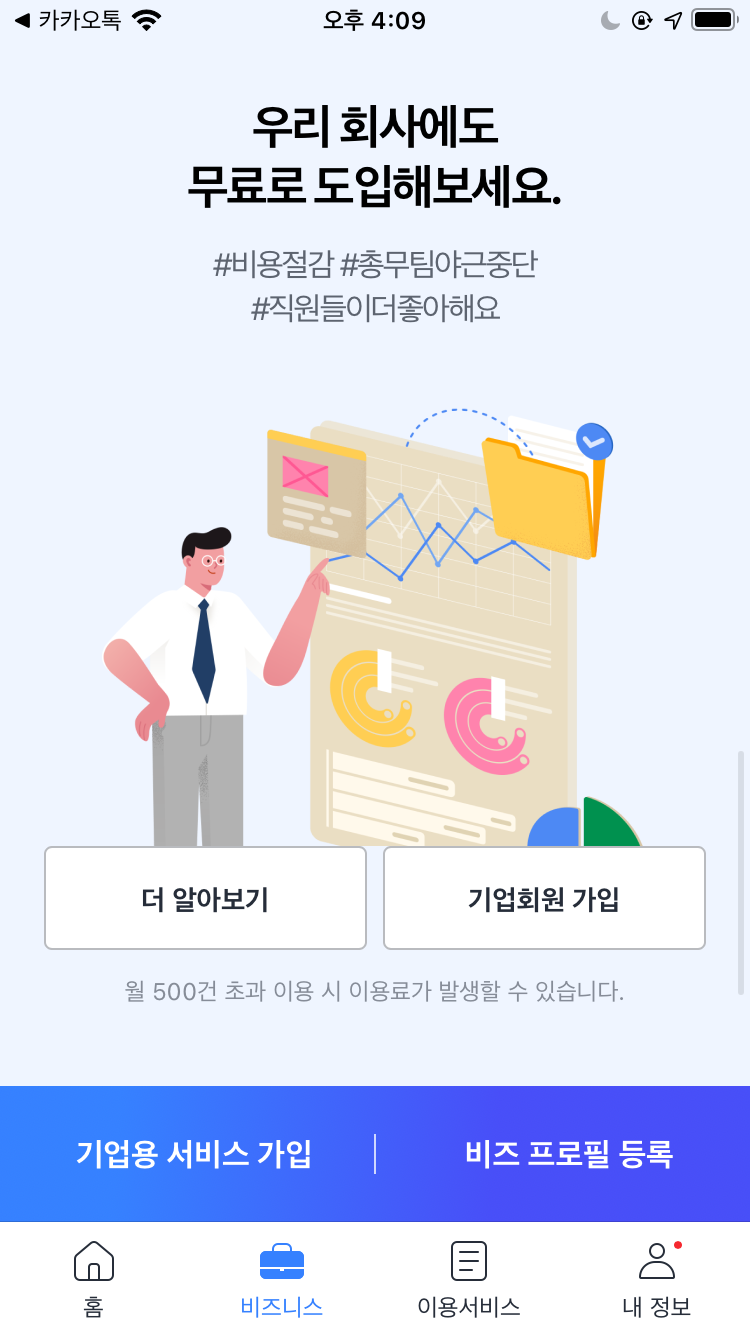 카카오톡
오후 4:09
우리 회사에도
무료로 도입해보세요.
#비용절감 #총무팀야근중단
#직원들이더좋아해요
더 알아보기
기업회원 가입
월 500건 초과 이용 시 이용료가 발생할 수 있습니다.
기업용 서비스 가입
비즈 프로필 등록
홈
비즈니스
이용서비스
내 정보